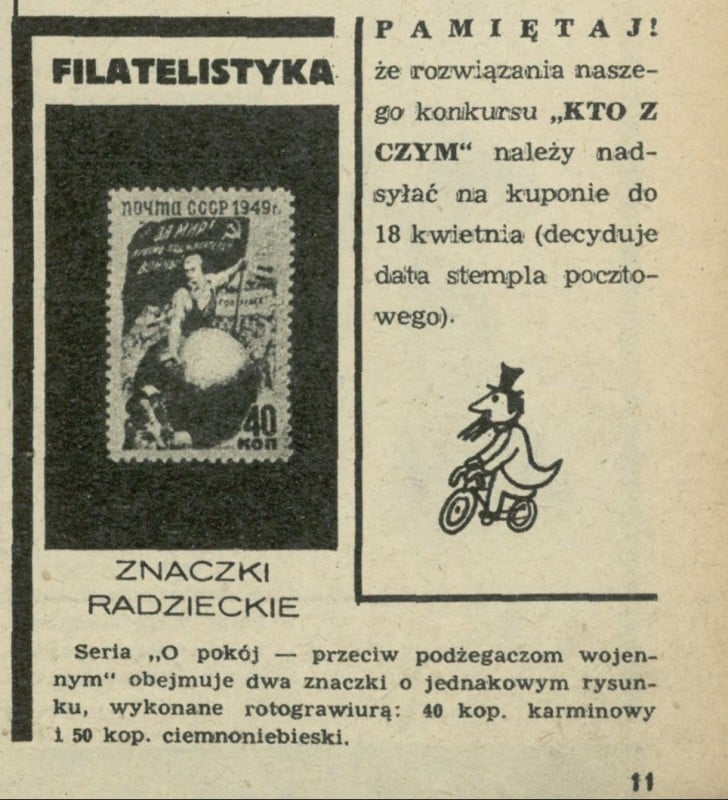 FILATELISTYKA
почта СССР 1949г.
ЗА МИР!
40
КОП
ZNACZKI
RADZIECKIE
PAMIĘTAJ!
że rozwiązania nasze-
go konkursu „KTO Z
CZYM“ należy nad-
syłać na kuponie do
18 kwietnia (decyduje
data stempla poczto-
wego).
Seria „O pokój — przeciw podżegaczom wojen-
nym“ obejmuje dwa znaczki o jednakowym rysun-
ku, wykonane rotograwiurą: 40 kop. karminowy
i 50 kop. ciemnoniebieski.
11